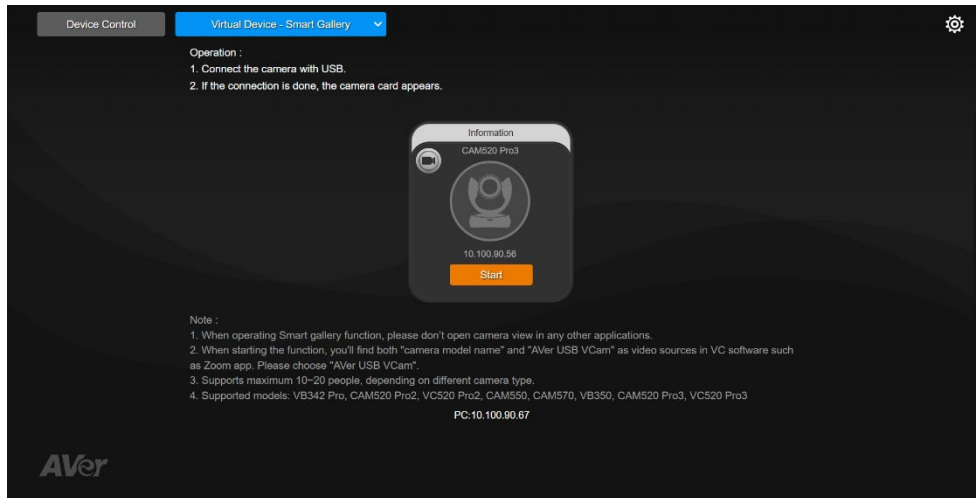 Device Control
Virtual Device - Smart Gallery
Operation :
1. Connect the camera with USB.
2. If the connection is done, the camera card appears.
Information
CAM520 Pro3
10.100.90.56
Start
Note :
1. When operating Smart gallery function, please don't open camera view in any other applications.
2. When starting the function, you'll find both "camera model name" and "AVer USB VCam" as video sources in VC software such
as Zoom app. Please choose "AVer USB VCam".
3. Supports maximum 10~20 people, depending on different camera type.
4. Supported models: VB342 Pro, CAM520 Pro2, VC520 Pro2, CAM550, CAM570, VB350, CAM520 Pro3, VC520 Pro3
PC:10.100.90.67
AVer